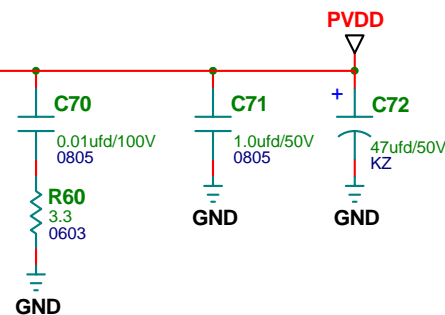 PVDD
C70
0.01ufd/100V
0805
C71
1.0ufd/50V
0805
+
C72
47ufd/50V
KZ
R60
3.3
0603
GND
GND
GND